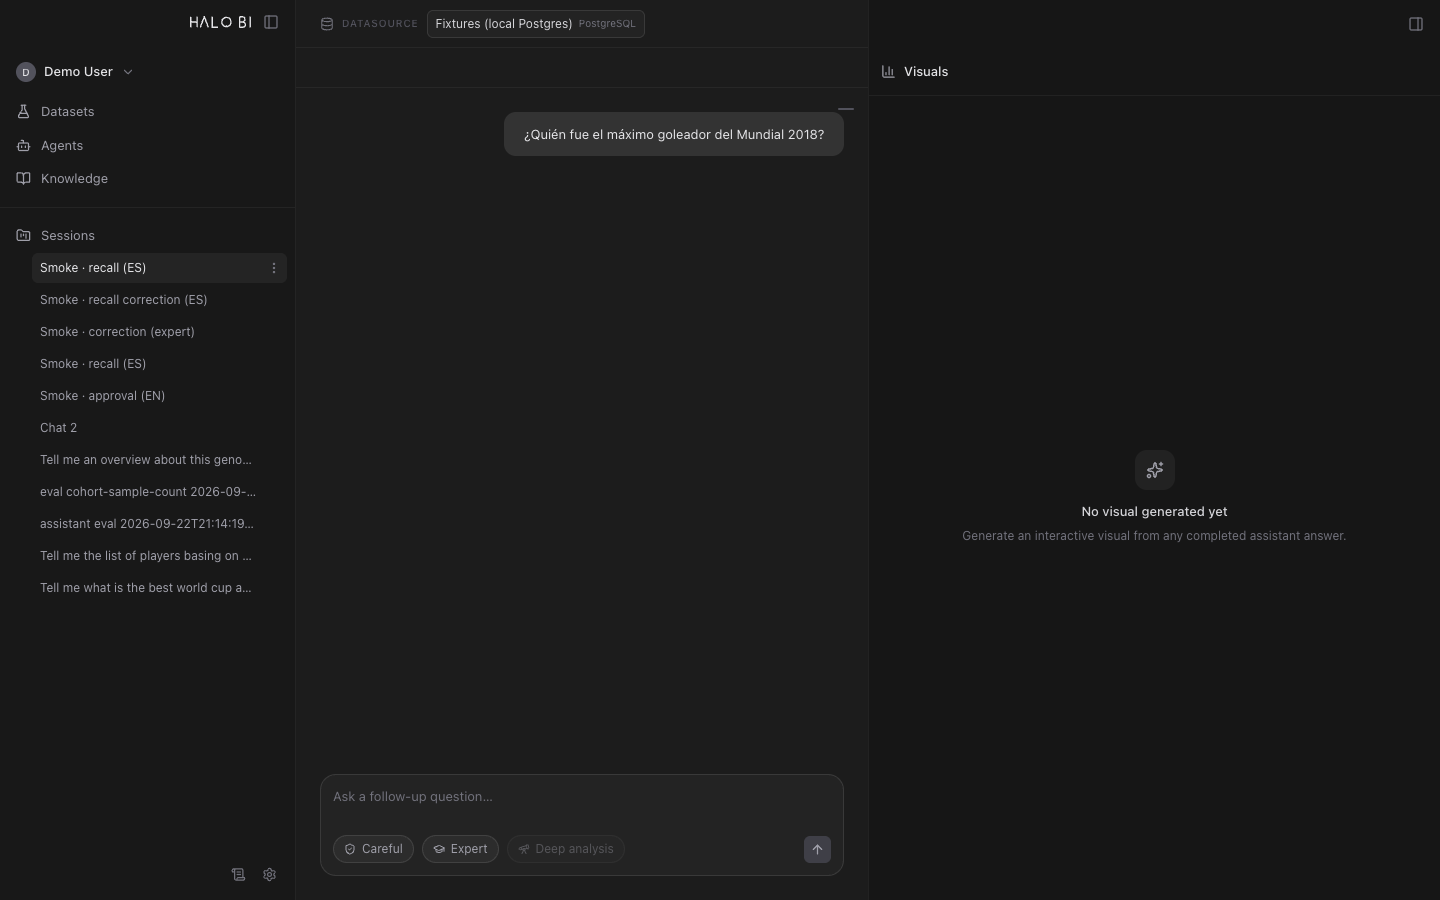 HALO BI
D Demo User
Datasets
Agents
Knowledge
Sessions
Smoke · recall (ES)
Smoke · recall correction (ES)
Smoke · correction (expert)
Smoke · recall (ES)
Smoke · approval (EN)
Chat 2
Tell me an overview about this geno...
eval cohort-sample-count 2026-09-...
assistant eval 2026-09-22T21:14:19...
Tell me the list of players basing on ...
Tell me what is the best world cup a...
DATASOURCE Fixtures (local Postgres) PostgreSQL
¿Quién fue el máximo goleador del Mundial 2018?
Ask a follow-up question...
Careful Expert Deep analysis
Visuals
No visual generated yet
Generate an interactive visual from any completed assistant answer.